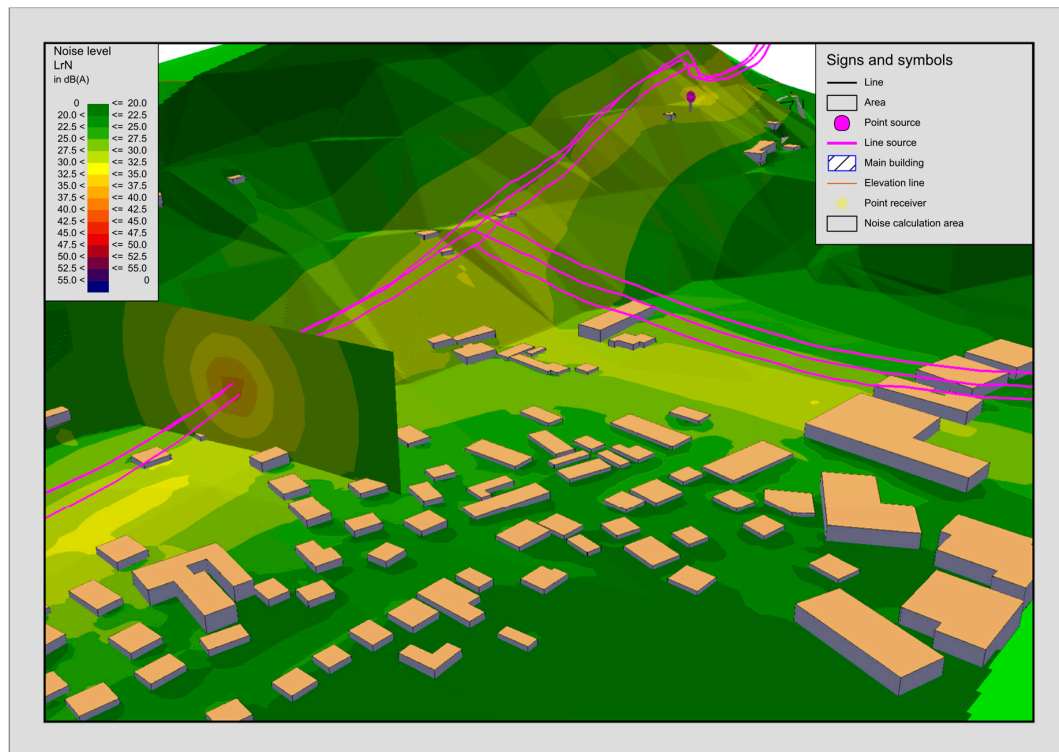 Noise level
LrN
in dB(A)
0 <= 20.0
20.0 < <= 22.5
22.5 < <= 25.0
25.0 < <= 27.5
27.5 < <= 30.0
30.0 < <= 32.5
32.5 < <= 35.0
35.0 < <= 37.5
37.5 < <= 40.0
40.0 < <= 42.5
42.5 < <= 45.0
45.0 < <= 47.5
47.5 < <= 50.0
50.0 < <= 52.5
52.5 < <= 55.0
55.0 < 0
Signs and symbols
Line
Area
Point source
Line source
Main building
Elevation line
Point receiver
Noise calculation area